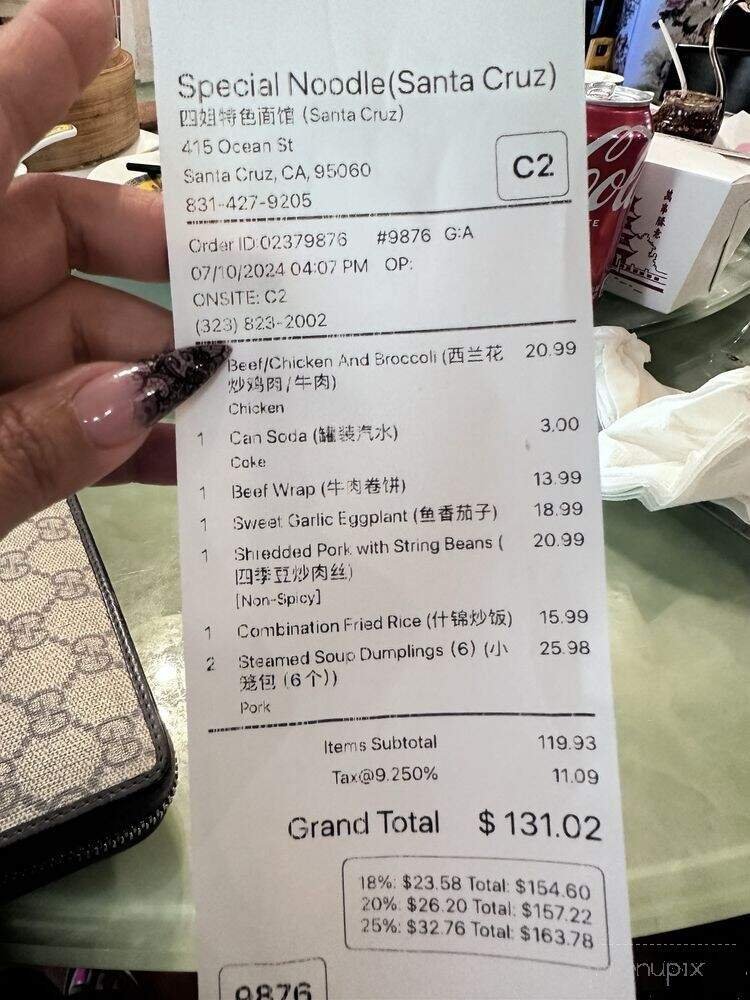 Special Noodle(Santa Cruz)
四姐特色面馆 (Santa Cruz)
415 Ocean St
Santa Cruz, CA, 95060
831-427-9205
C2
Order ID:02379876 #9876 G:A
07/10/2024 04:07 PM OP:
ONSITE: C2
(323) 823-2002
Beef/Chicken And Broccoli (西兰花 20.99
炒鸡肉/牛肉)
Chicken
1 Can Soda (罐装汽水) 3.00
Coke
1 Beef Wrap (牛肉卷饼) 13.99
1 Sweet Garlic Eggplant (鱼香茄子) 18.99
1 Shredded Pork with String Beans ( 20.99
四季豆炒肉丝)
[Non-Spicy]
1 Combination Fried Rice (什锦炒饭) 15.99
2 Steamed Soup Dumplings (6) (小 25.98
笼包 (6个))
Pork
Items Subtotal 119.93
Tax@9.250% 11.09
Grand Total $ 131.02
18%: $23.58 Total: $154.60
20%: $26.20 Total: $157.22
25%: $32.76 Total: $163.78
9876